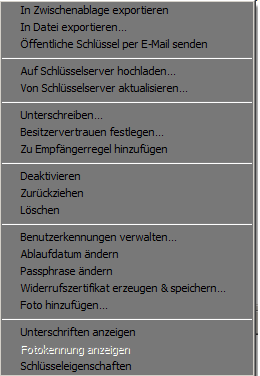 In Zwischenablage exportieren
In Datei exportieren...
Öffentliche Schlüssel per E-Mail senden
Auf Schlüsselserver hochladen...
Von Schlüsselserver aktualisieren...
Unterschreiben...
Besitzervertrauen festlegen...
Zu Empfängerregel hinzufügen
Deaktivieren
Zurückziehen
Löschen
Benutzerkennungen verwalten...
Ablaufdatum ändern
Passphrase ändern
Widerrufszertifikat erzeugen & speichern...
Foto hinzufügen...
Unterschriften anzeigen
Fotokennung anzeigen
Schlüsseleigenschaften